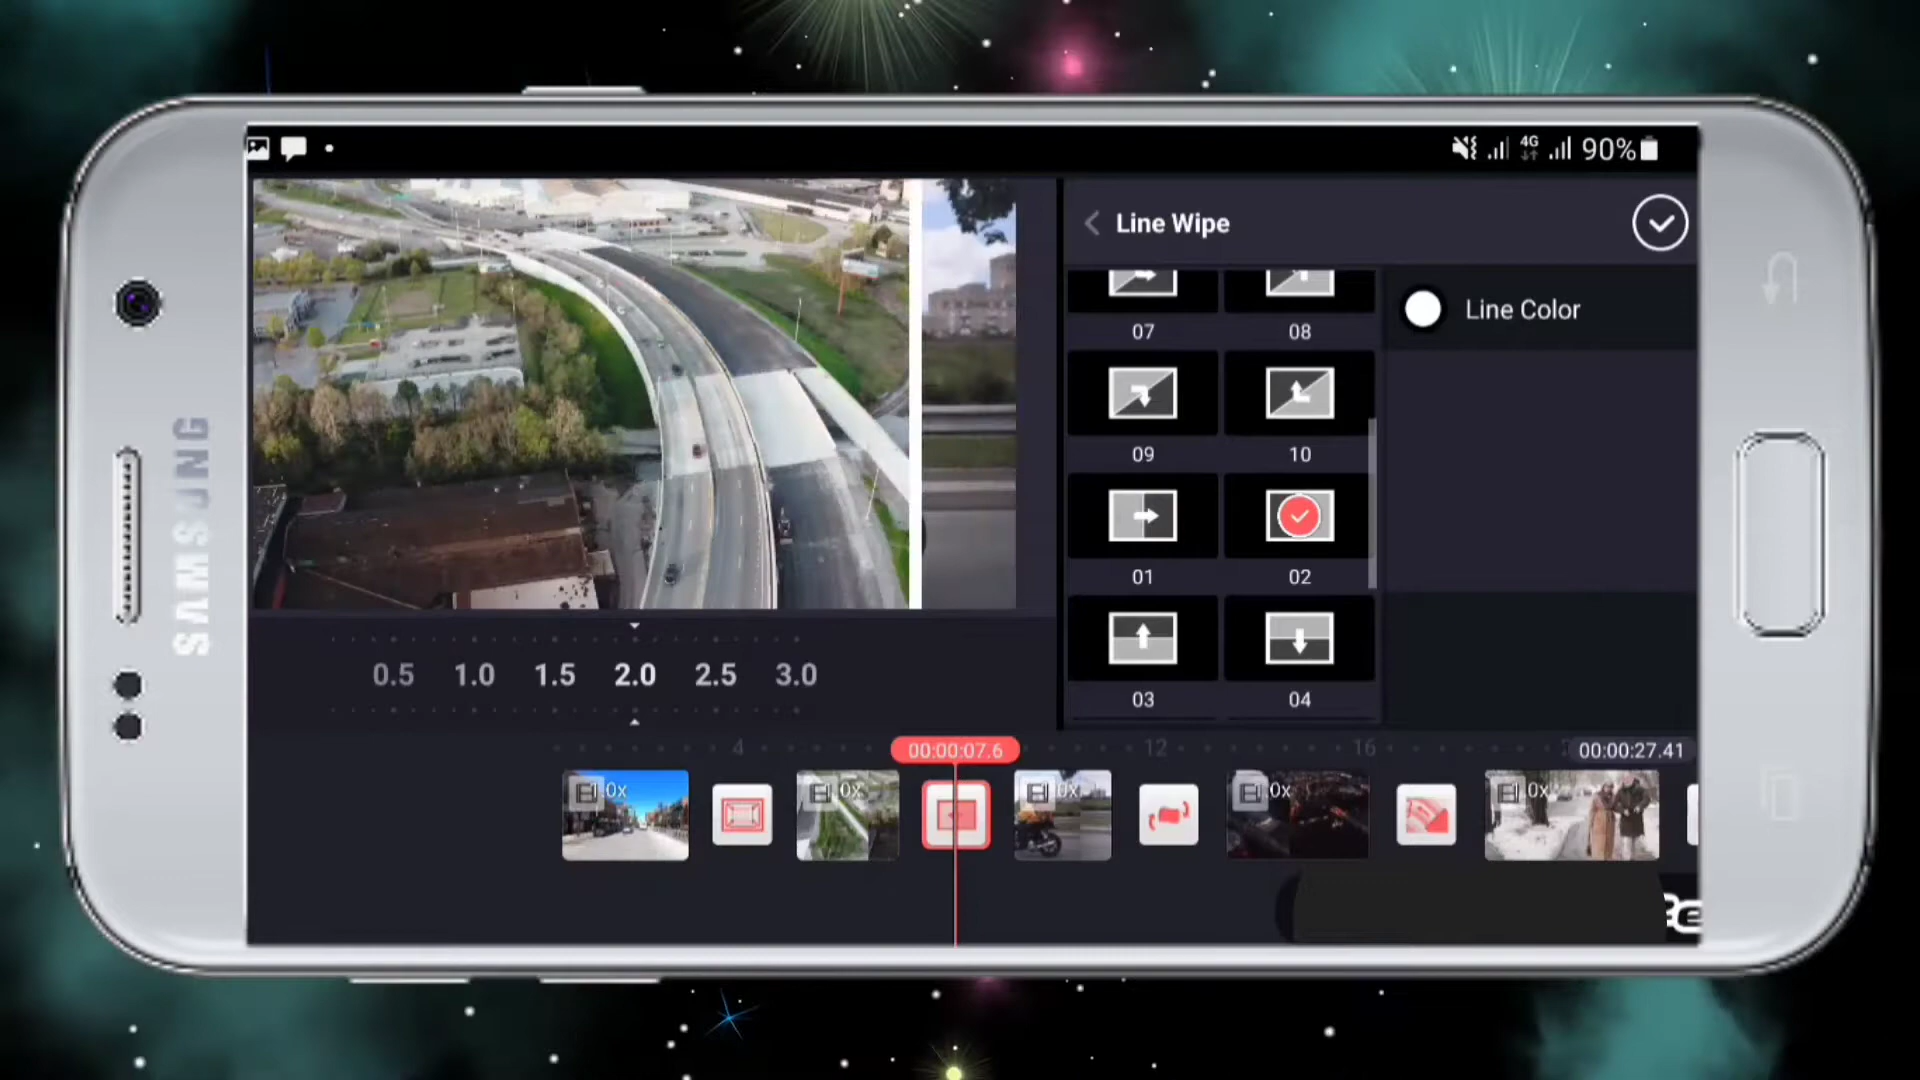 4G 90%
Line Wipe
Line Color
07 08
09 10
01 02
03 04
0.5 1.0 1.5 2.0 2.5 3.0
4 00:00:07.6 12 16 00:00:27.41
.0x 0x 0x .0x 0x
SAMSUNG